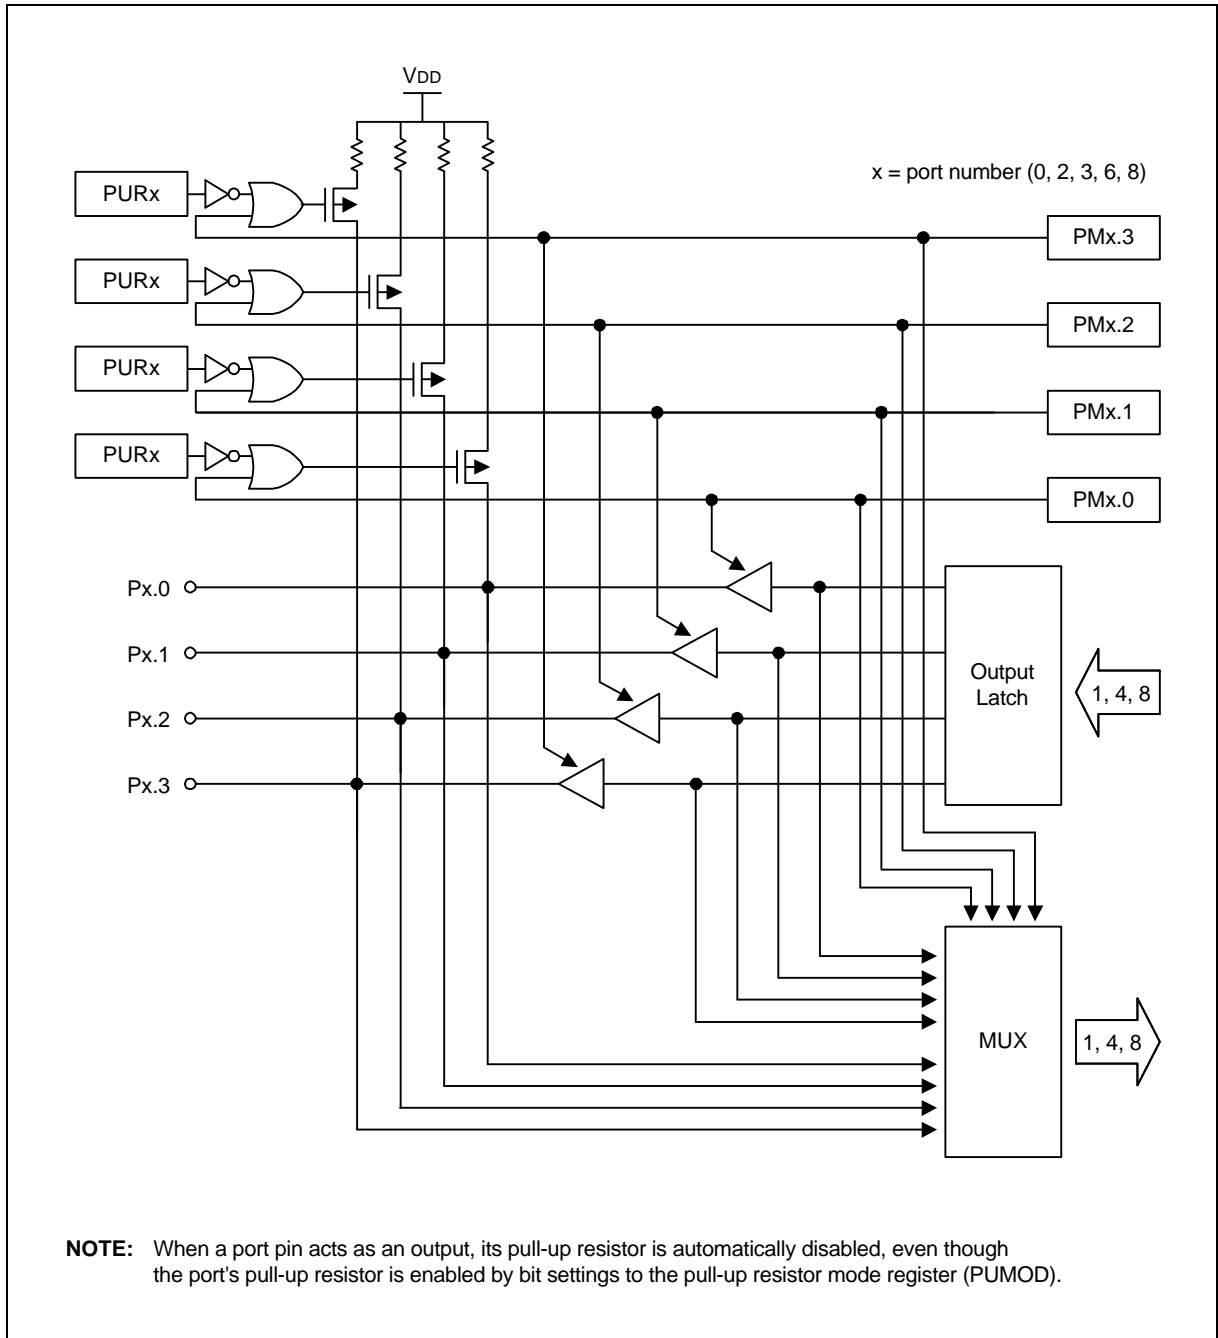 VDD
x = port number (0, 2, 3, 6, 8)
PURx
PMx.3
PURx
PMx.2
PURx
PMx.1
PURx
PMx.0
Px.0
Px.1
Px.2
Px.3
Output
Latch
1, 4, 8
MUX
1, 4, 8
NOTE: When a port pin acts as an output, its pull-up resistor is automatically disabled, even though
the port's pull-up resistor is enabled by bit settings to the pull-up resistor mode register (PUMOD).